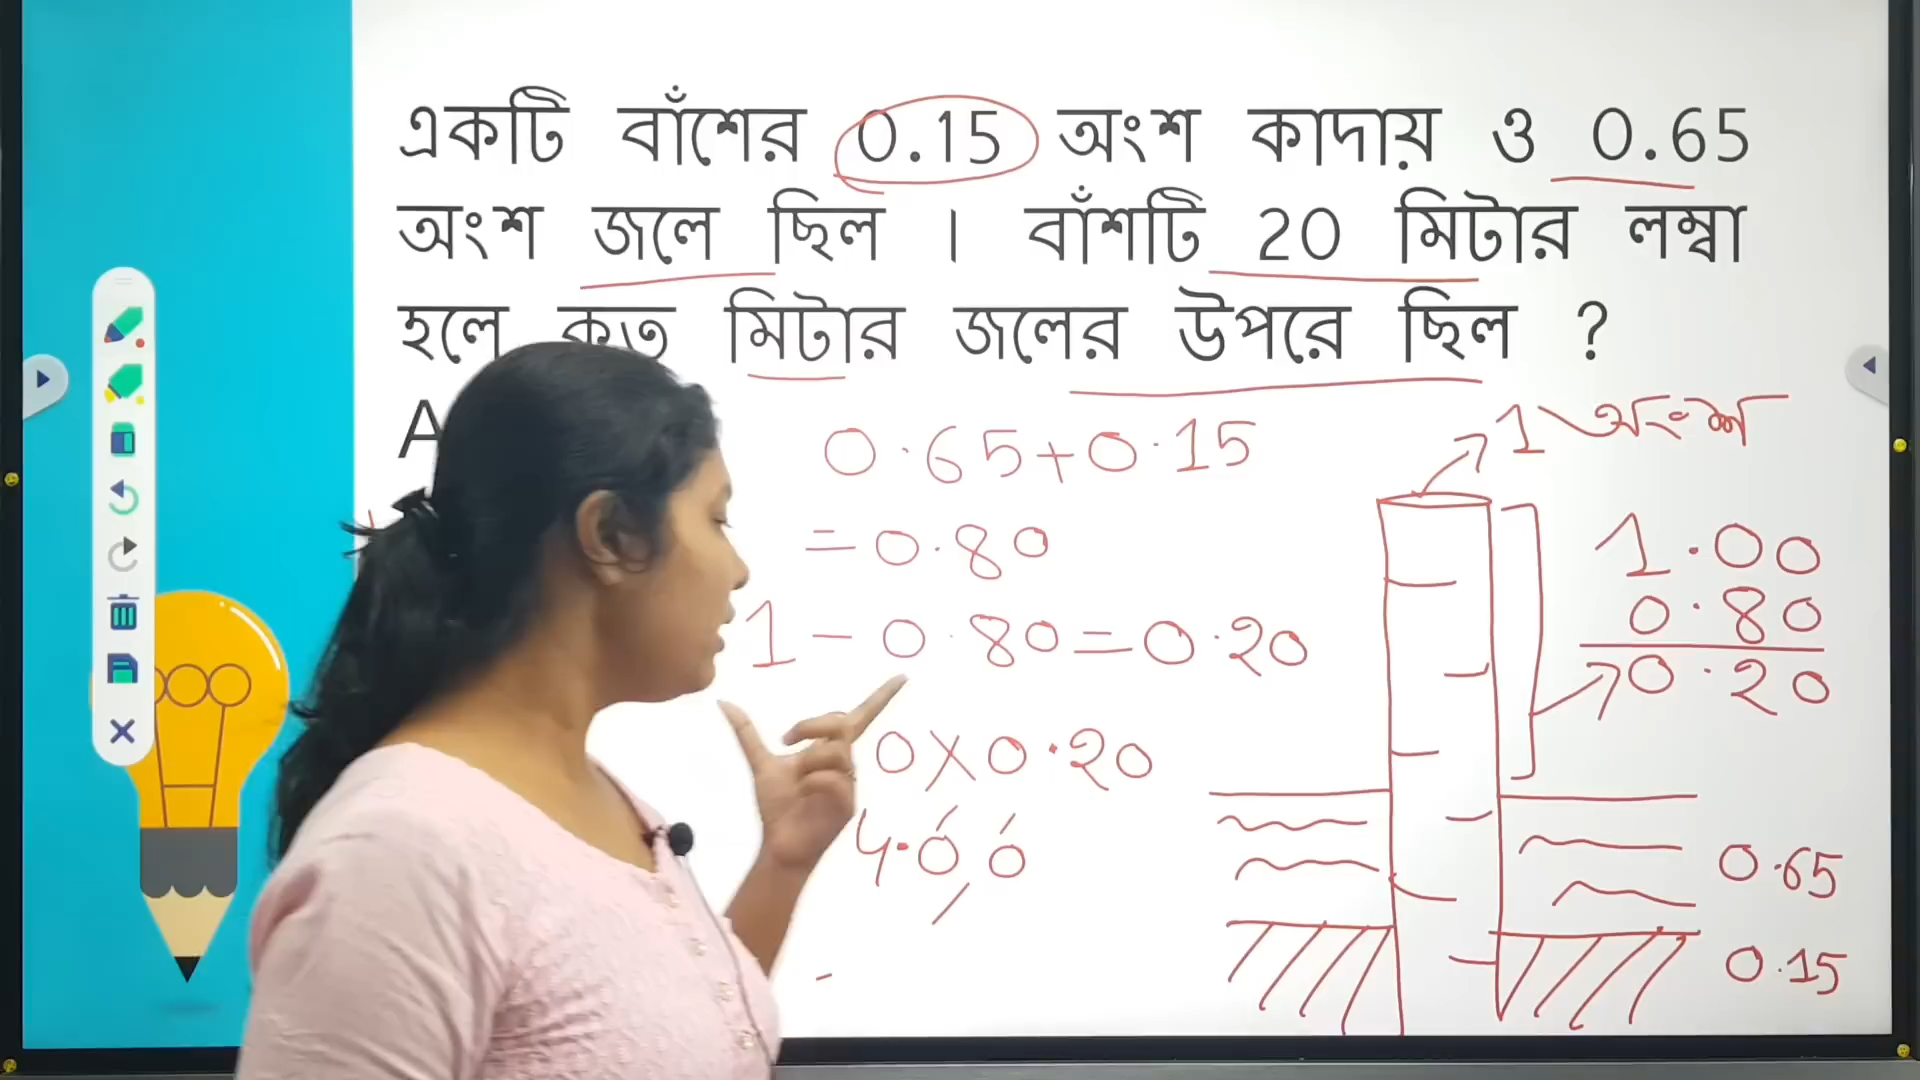 একটি বাঁশের 0.15 অংশ কাদায় ও 0.65
অংশ জলে ছিল । বাঁশটি 20 মিটার লম্বা
হলে কত মিটার জলের উপরে ছিল ?
A
0.65+0.15
=0.80
1-0.80=0.20
0X0.20
4.00
1 অংশ
1.00
0.80
0.20
0.65
0.15